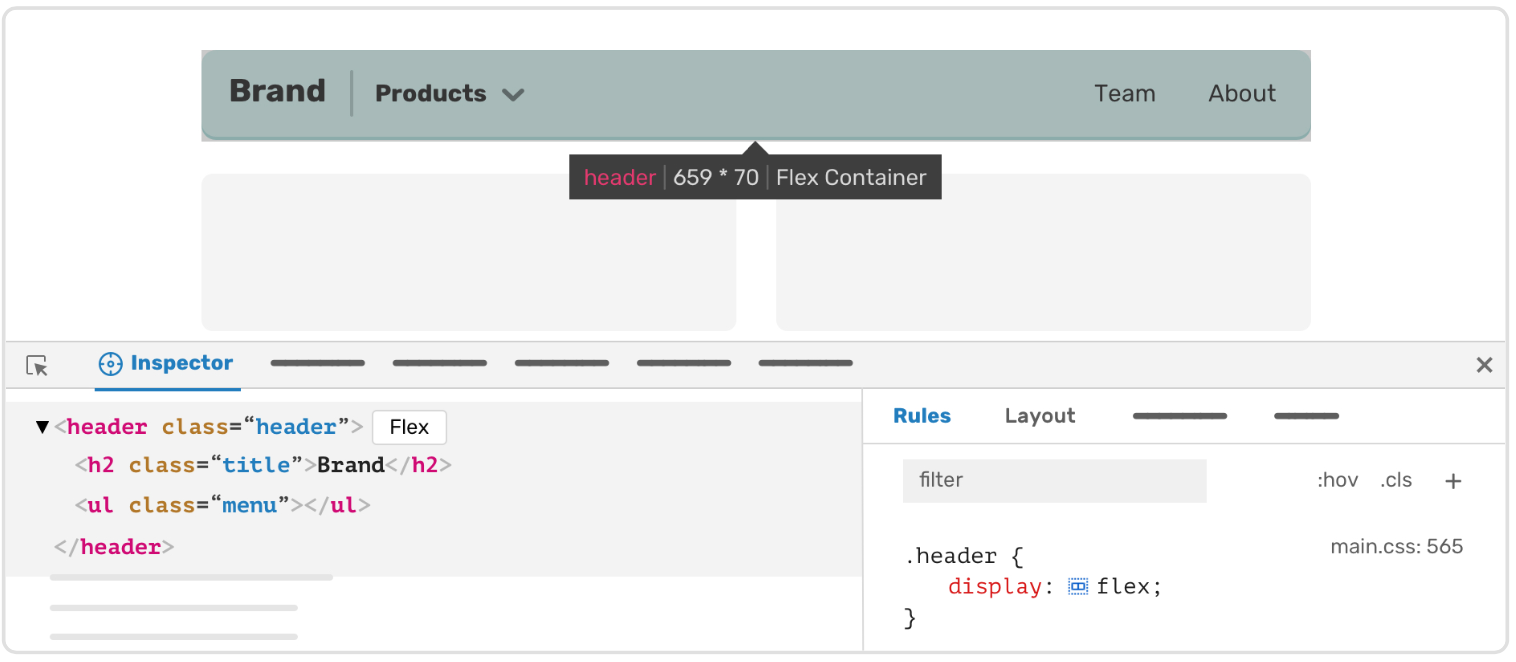 Brand Products Team About
header 659 * 70 Flex Container
Inspector
<header class=“header”> Flex
<h2 class=“title”>Brand</h2>
<ul class=“menu”></ul>
</header>
Rules Layout
filter :hov .cls +
main.css: 565
.header {
display: flex;
}